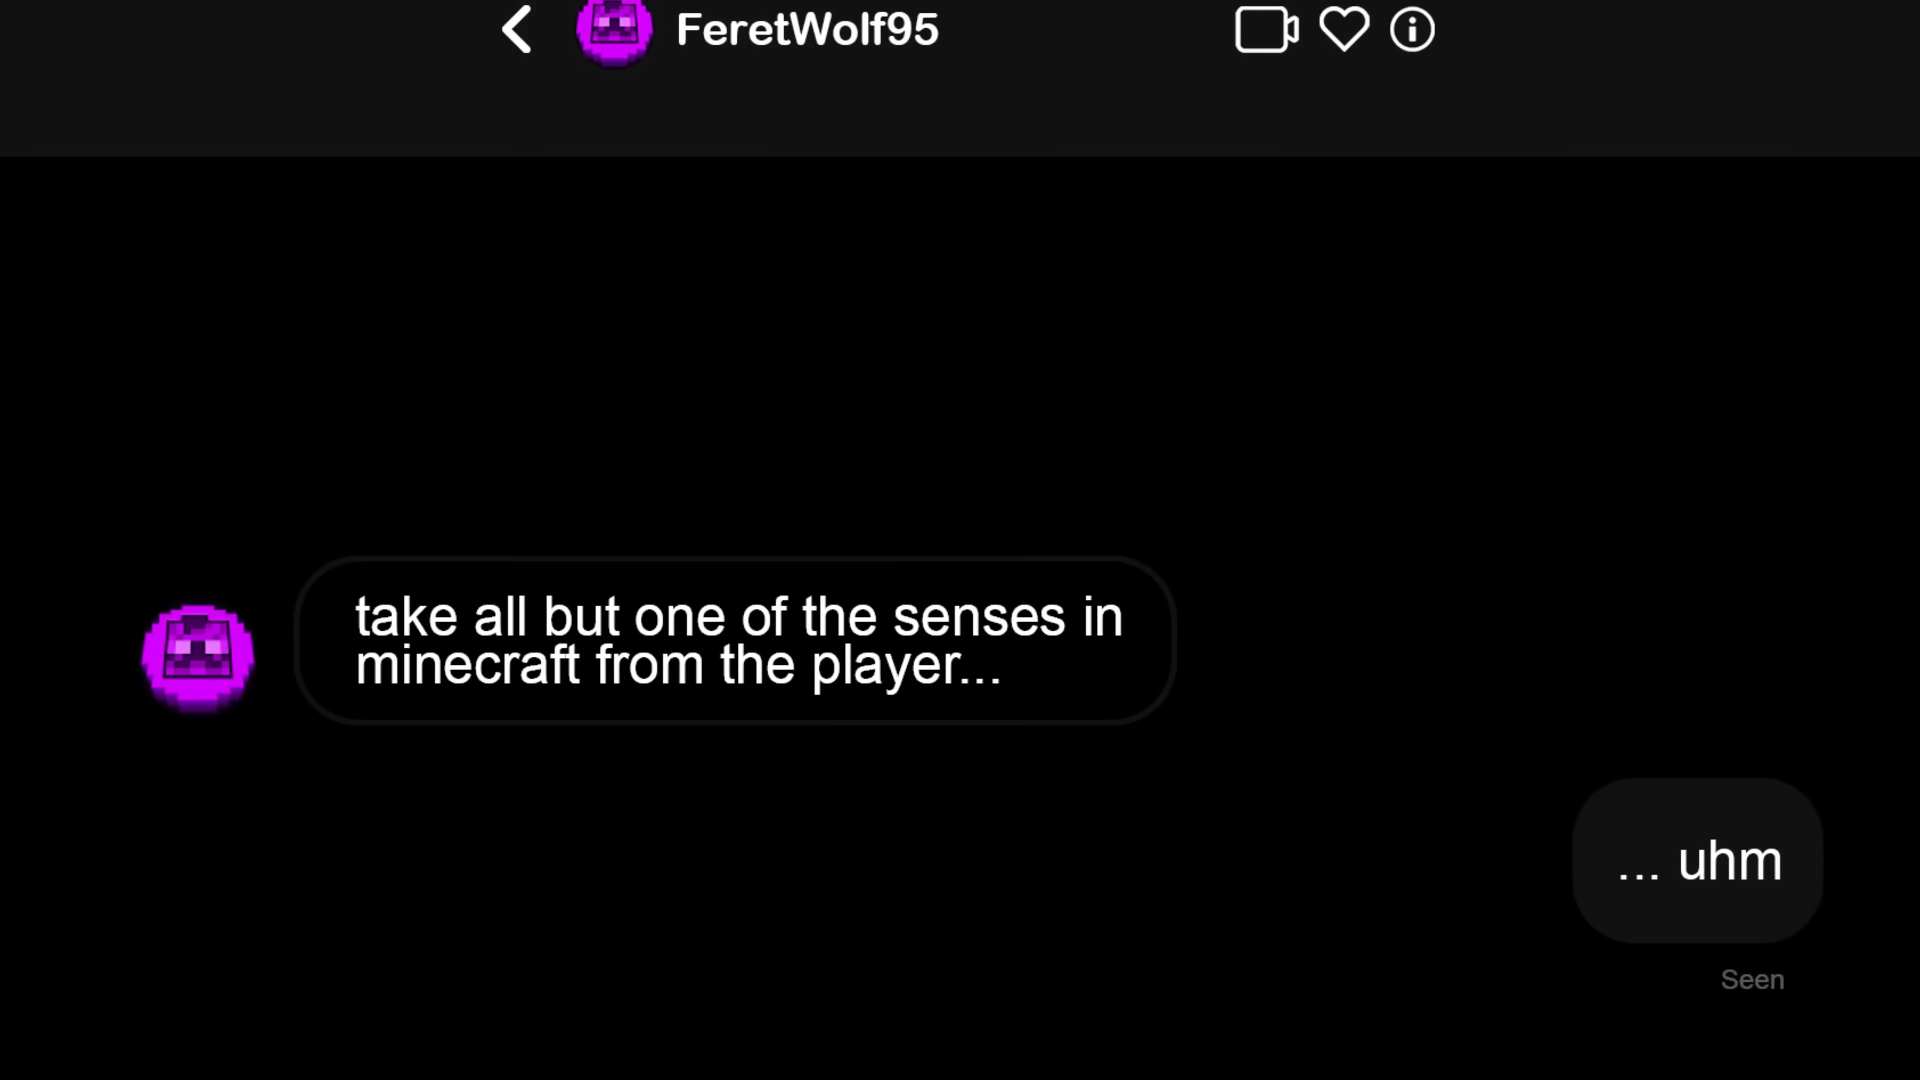 FeretWolf95
take all but one of the senses in
minecraft from the player...
... uhm
Seen